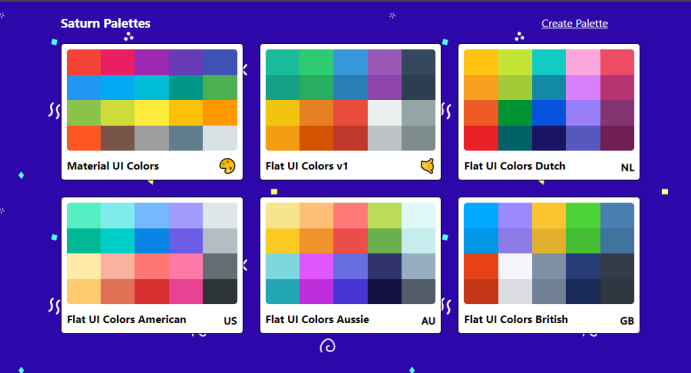 Saturn Palettes
Create Palette
Material UI Colors
Flat UI Colors v1
Flat UI Colors Dutch NL
Flat UI Colors American US
Flat UI Colors Aussie AU
Flat UI Colors British GB